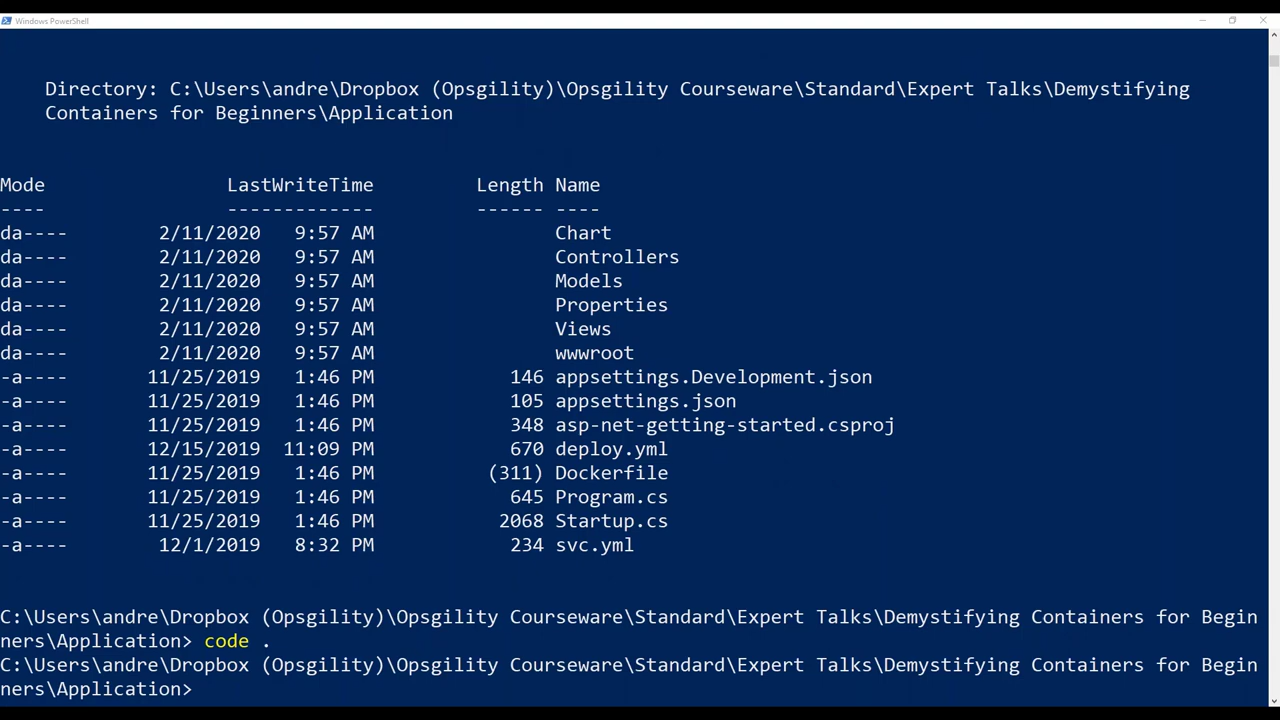 Windows PowerShell
Directory: C:\Users\andre\Dropbox (Opsgility)\Opsgility Courseware\Standard\Expert Talks\Demystifying
Containers for Beginners\Application
Mode LastWriteTime Length Name
---- ------------- ------ ----
da---- 2/11/2020 9:57 AM Chart
da---- 2/11/2020 9:57 AM Controllers
da---- 2/11/2020 9:57 AM Models
da---- 2/11/2020 9:57 AM Properties
da---- 2/11/2020 9:57 AM Views
da---- 2/11/2020 9:57 AM wwwroot
-a---- 11/25/2019 1:46 PM 146 appsettings.Development.json
-a---- 11/25/2019 1:46 PM 105 appsettings.json
-a---- 11/25/2019 1:46 PM 348 asp-net-getting-started.csproj
-a---- 12/15/2019 11:09 PM 670 deploy.yml
-a---- 11/25/2019 1:46 PM (311) Dockerfile
-a---- 11/25/2019 1:46 PM 645 Program.cs
-a---- 11/25/2019 1:46 PM 2068 Startup.cs
-a---- 12/1/2019 8:32 PM 234 svc.yml
C:\Users\andre\Dropbox (Opsgility)\Opsgility Courseware\Standard\Expert Talks\Demystifying Containers for Begin
ners\Application> code .
C:\Users\andre\Dropbox (Opsgility)\Opsgility Courseware\Standard\Expert Talks\Demystifying Containers for Begin
ners\Application>